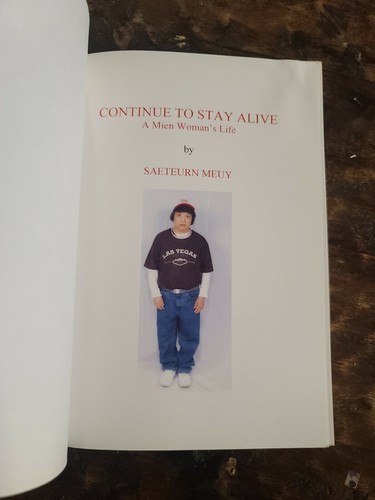 CONTINUE TO STAY ALIVE
A Mien Woman's Life
by
SAETEURN MEUY
LAS VEGAS